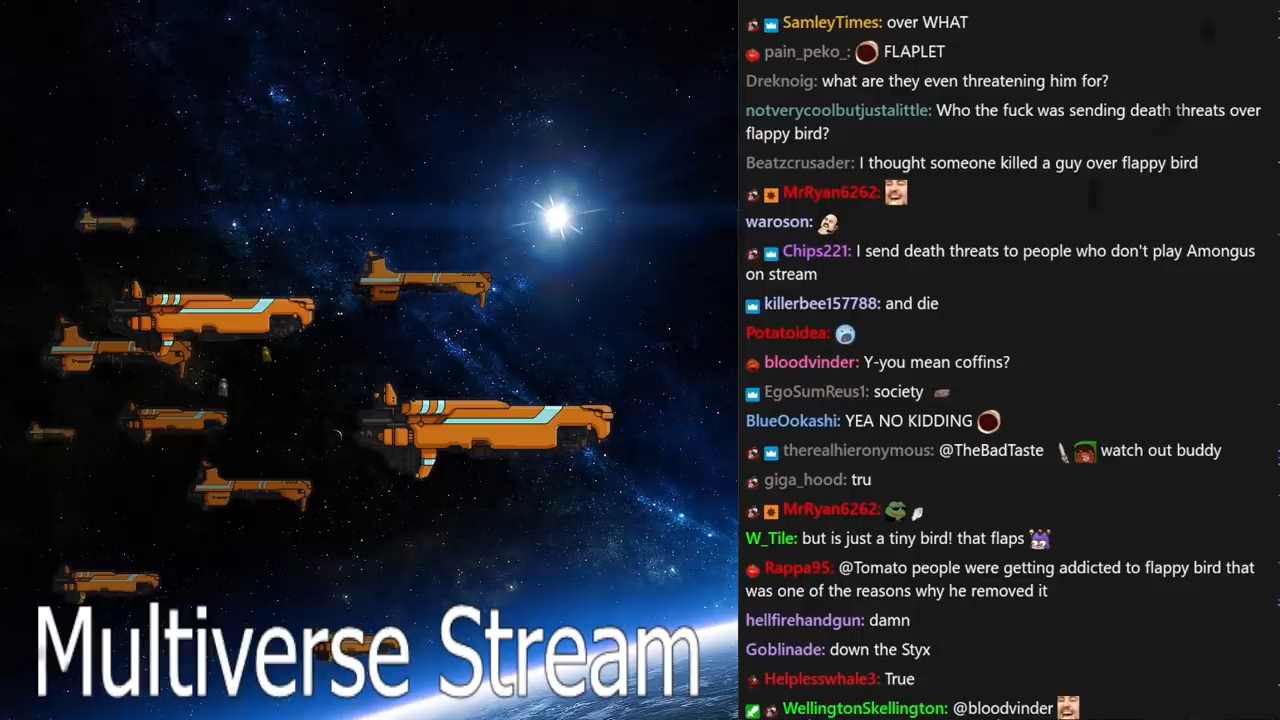 SamleyTimes: over WHAT
pain_peko_: FLAPLET
Dreknoig: what are they even threatening him for?
notverycoolbutjustalittle: Who the fuck was sending death threats over
flappy bird?
Beatzcrusader: I thought someone killed a guy over flappy bird
MrRyan6262:
waroson:
Chips221: I send death threats to people who don't play Amongus
on stream
killerbee157788: and die
Potatoidea:
bloodvinder: Y-you mean coffins?
EgoSumReus1: society
BlueOokashi: YEA NO KIDDING
therealhieronymous: @TheBadTaste watch out buddy
giga_hood: tru
MrRyan6262:
W_Tile: but is just a tiny bird! that flaps
Rappa95: @Tomato people were getting addicted to flappy bird that
was one of the reasons why he removed it
hellfirehandgun: damn
Goblinade: down the Styx
Helplesswhale3: True
WellingtonSkellington: @bloodvinder
Multiverse Stream